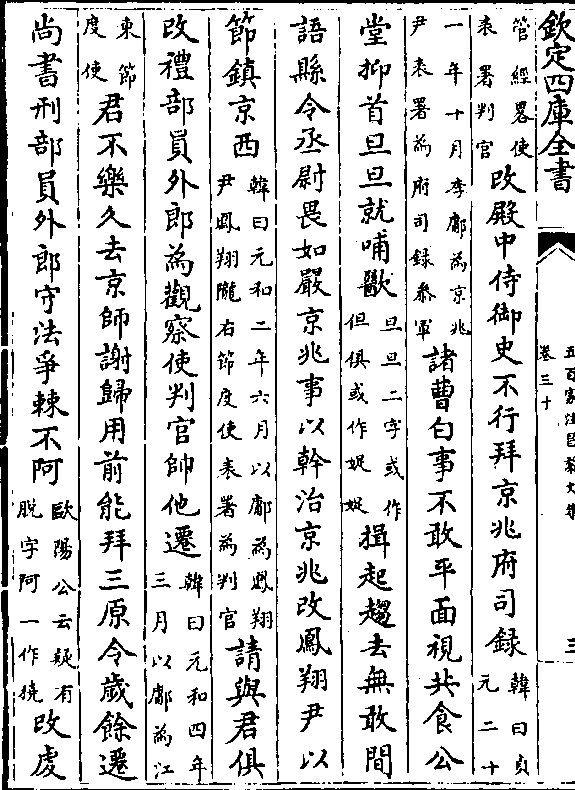 欽定四庫全書
五百家注昌黎文集
卷三十
三
管經畧使
表署判官
改殿中侍御史不行拜京兆府司録
韓曰貞
元二十
一年十月李鄘為京兆
尹表署為府司録叅軍
諸曹白事不敢平面視共食公
堂抑首旦旦就哺歠
旦旦二字或作
但俱或作娖娖
揖起趨去無敢間
語縣令丞尉畏如嚴京兆事以幹治京兆改鳳翔尹以
節鎮京西
韓曰元和二年六月以鄘為鳳翔
尹鳳翔隴右節度使表署為判官
請與君俱
改禮部員外郎為觀察使判官帥他遷
韓曰元和四年
三月以鄘為江
東節
度使
君不樂久去京師謝歸用前能拜三原令歲餘遷
尚書刑部員外郎守法爭棘不阿
歐陽公云疑有
脱字阿一作撓
改虔